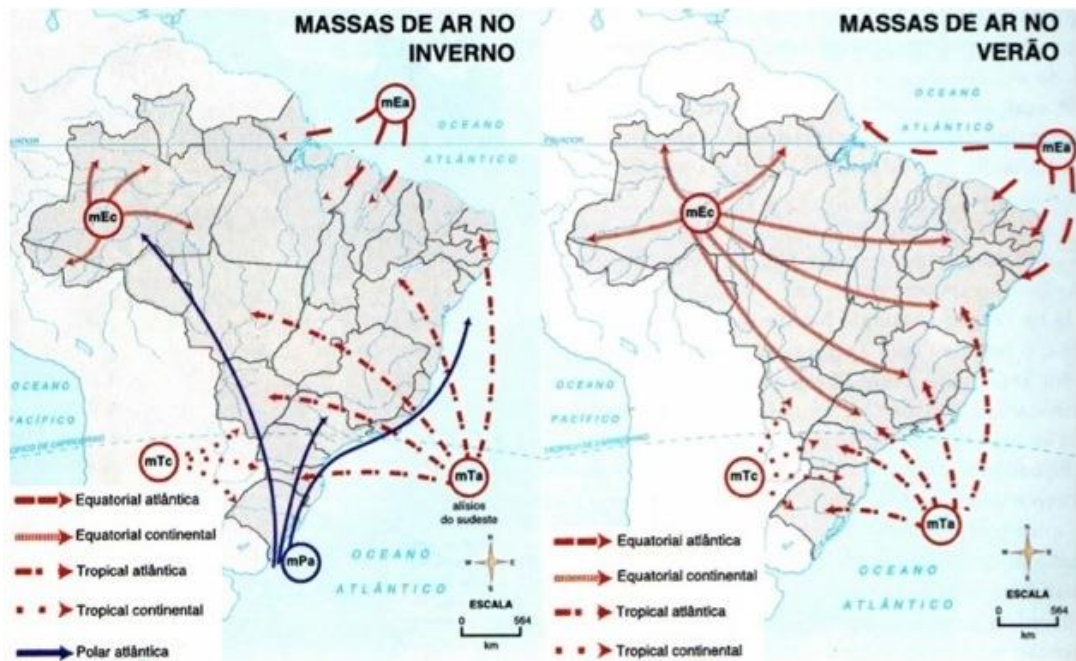 MASSAS DE AR NO
INVERNO
mEa
OCEANO
EQUADOR
ATLÂNTICO
mEc
OCEANO
PACÍFICO
mTc
mTa
alísios
do sudeste
Equatorial atlântica
Equatorial continental
mPa
OCEANO
ATLÂNTICO
Tropical atlântica
Tropical continental
Polar atlântica
ESCALA
0 564
km
MASSAS DE AR NO
VERÃO
OCEANO
ATLÂNTICO
mEa
EQUADOR
mEc
OCEANO
PACÍFICO
mTc
mTa
Equatorial atlântica
Equatorial continental
Tropical atlântica
Tropical continental
OCEANO
ATLÂNTICO
ESCALA
0 564
km